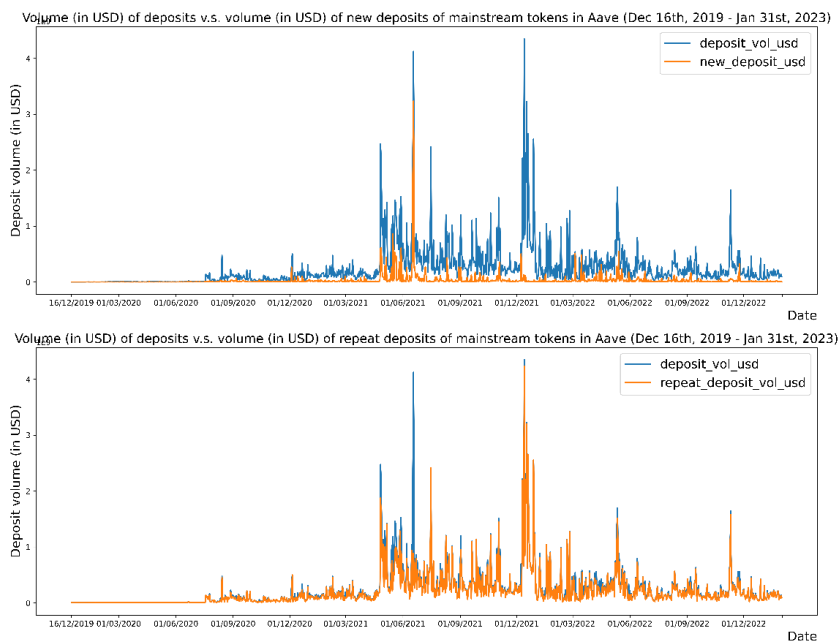 Volume (in USD) of deposits v.s. volume (in USD) of new deposits of mainstream tokens in Aave (Dec 16th, 2019 - Jan 31st, 2023)
1e9
deposit_vol_usd
new_deposit_usd
Deposit volume (in USD)
4
3
2
1
0
16/12/2019 01/03/2020 01/06/2020 01/09/2020 01/12/2020 01/03/2021 01/06/2021 01/09/2021 01/12/2021 01/03/2022 01/06/2022 01/09/2022 01/12/2022
Date
Volume (in USD) of deposits v.s. volume (in USD) of repeat deposits of mainstream tokens in Aave (Dec 16th, 2019 - Jan 31st, 2023)
1e9
deposit_vol_usd
repeat_deposit_vol_usd
Deposit volume (in USD)
4
3
2
1
0
16/12/2019 01/03/2020 01/06/2020 01/09/2020 01/12/2020 01/03/2021 01/06/2021 01/09/2021 01/12/2021 01/03/2022 01/06/2022 01/09/2022 01/12/2022
Date